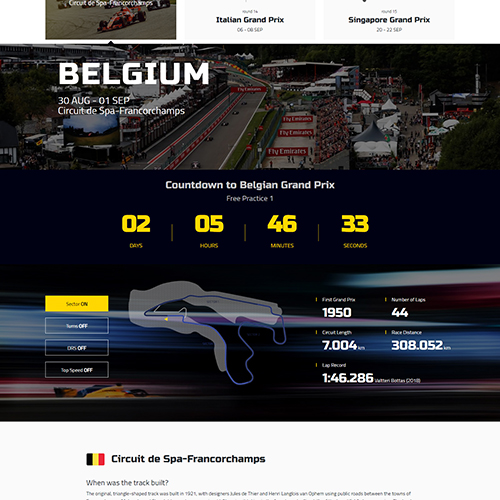 Circuit de Spa-Francorchamps
round 14
Italian Grand Prix
06 - 08 SEP
round 15
Singapore Grand Prix
20 - 22 SEP
BELGIUM
30 AUG - 01 SEP
Circuit de Spa-Francorchamps
Fly Emirates
Fly Emirates
Fly Emirates
Countdown to Belgian Grand Prix
Free Practice 1
02 05 46 33
DAYS HOURS MINUTES SECONDS
Sector ON
Turns OFF
DRS OFF
Top Speed OFF
First Grand Prix
1950
Number of Laps
44
Circuit Length
7.004 km
Race Distance
308.052 km
Lap Record
1:46.286 Valtteri Bottas (2018)
Circuit de Spa-Francorchamps
When was the track built?
The original, triangle-shaped track was built in 1921, with designers Jules de Thier and Henri Langlois van Ophem using public roads between the towns of